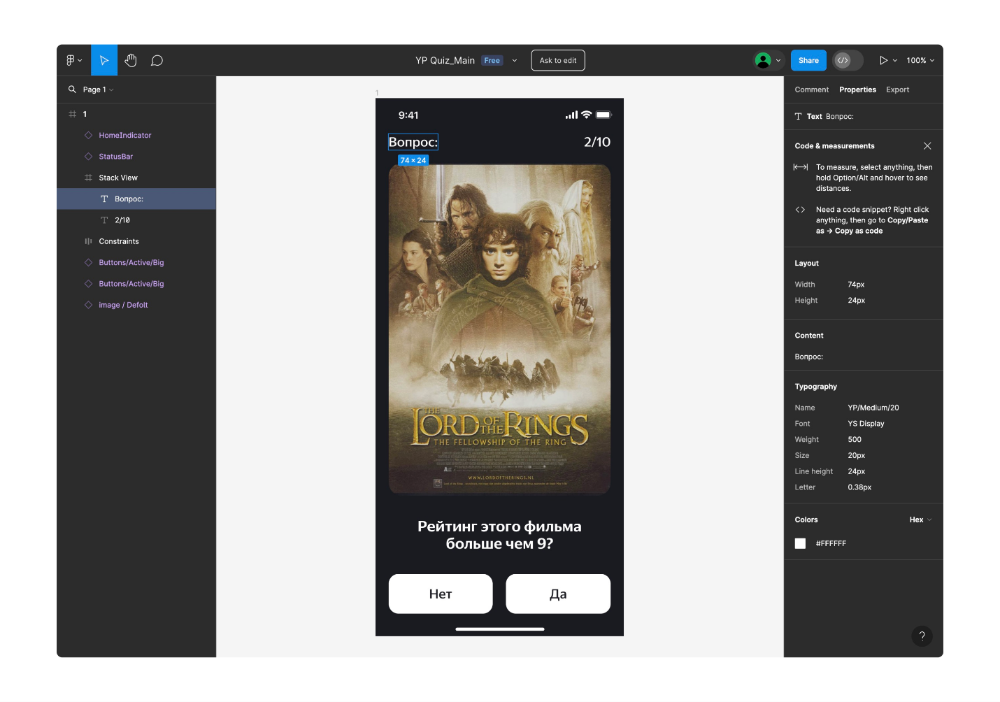 YP Quiz_Main Free
Ask to edit
Share
100%
Page 1
1
HomeIndicator
StatusBar
Stack View
Вопрос:
2/10
Constraints
Buttons/Active/Big
Buttons/Active/Big
image / Defolt
1
9:41
Вопрос:
2/10
74 × 24
THE
LORD OF THE RINGS
THE FELLOWSHIP OF THE RING
WWW.LORDOFTHERINGS.NL
Рейтинг этого фильма
больше чем 9?
Нет
Да
Comment Properties Export
Text Вопрос:
Code & measurements
To measure, select anything, then
hold Option/Alt and hover to see
distances.
Need a code snippet? Right click
anything, then go to Copy/Paste
as → Copy as code
Layout
Width 74px
Height 24px
Content
Вопрос:
Typography
Name YP/Medium/20
Font YS Display
Weight 500
Size 20px
Line height 24px
Letter 0.38px
Colors Hex
#FFFFFF
?